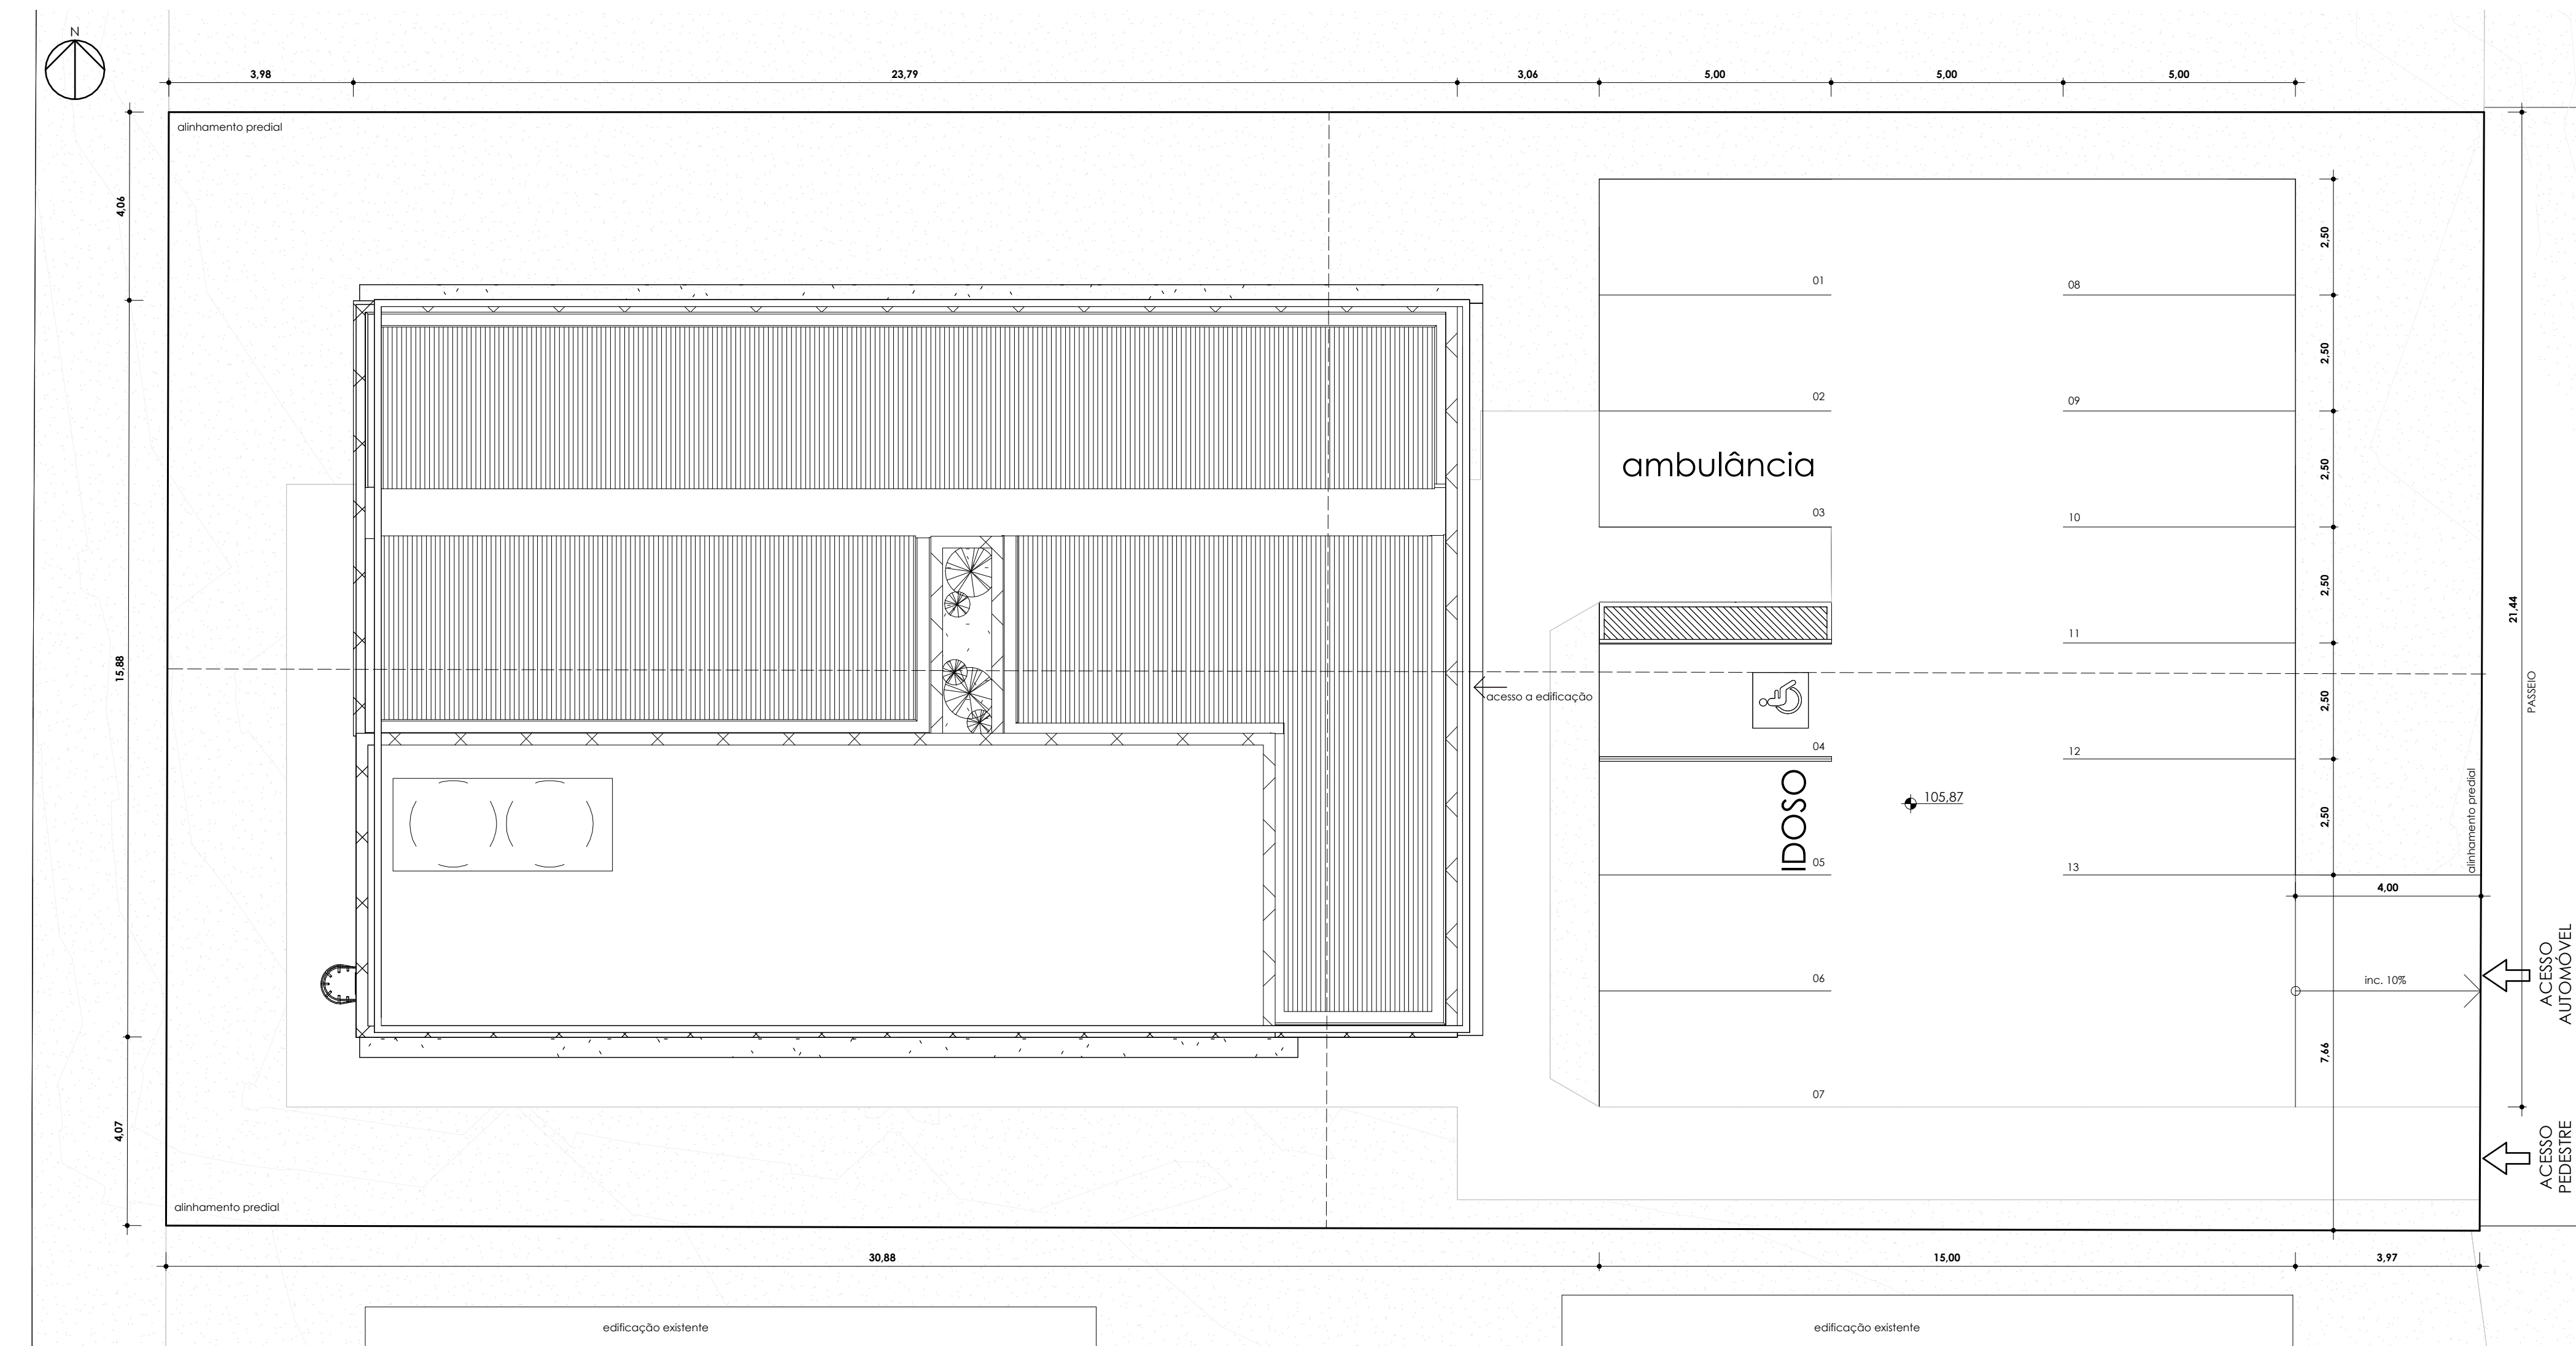 N
3,98
23,79
3,06
5,00
5,00
5,00
alinhamento predial
4,06
2,50
01
08
2,50
02
09
ambulância
2,50
03
10
2,50
11
21,44
15,88
acesso a edificação
2,50
PASSEIO
04
12
IDOSO
105,87
2,50
alinhamento predial
05
13
4,00
ACESSO
AUTOMÓVEL
06
inc. 10%
7,66
07
4,07
ACESSO
PEDESTRE
alinhamento predial
30,88
15,00
3,97
edificação existente
edificação existente